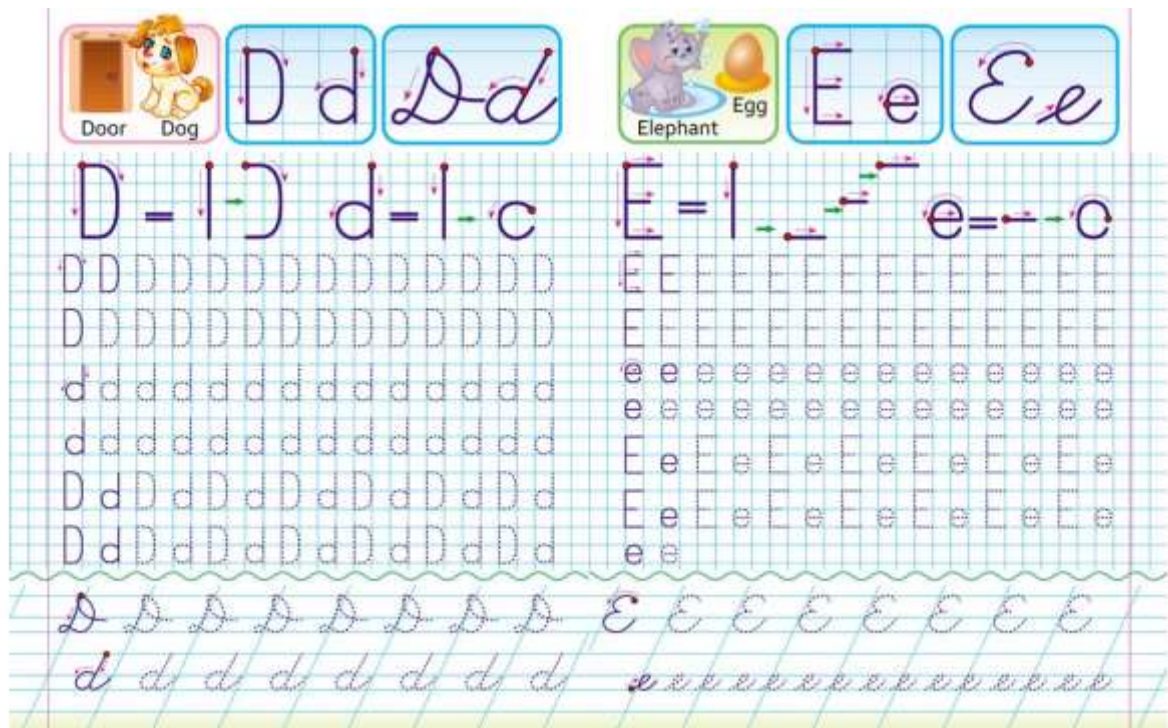 Door Dog
D d
D d
D = I D d = l c
D D D D D D D D D D D D D D
D D D D D D D D D D D D D D
d d d d d d d d d d d d d d
d d d d d d d d d d d d d d
D d D d D d D d D d D d D d
D d D d D d D d D d D d D d
D D D D D D D D
d d d d d d d d
Elephant Egg
E e
E e
E = I _ - - e = - c
E E E E E E E E E E E E E E
E E E E E E E E E E E E E E
e e e e e e e e e e e e e e
e e e e e e e e e e e e e e
E e E e E e E e E e E e E e
E e E e E e E e E e E e E e
e e
E E E E E E E E
e e e e e e e e e e e e e e e